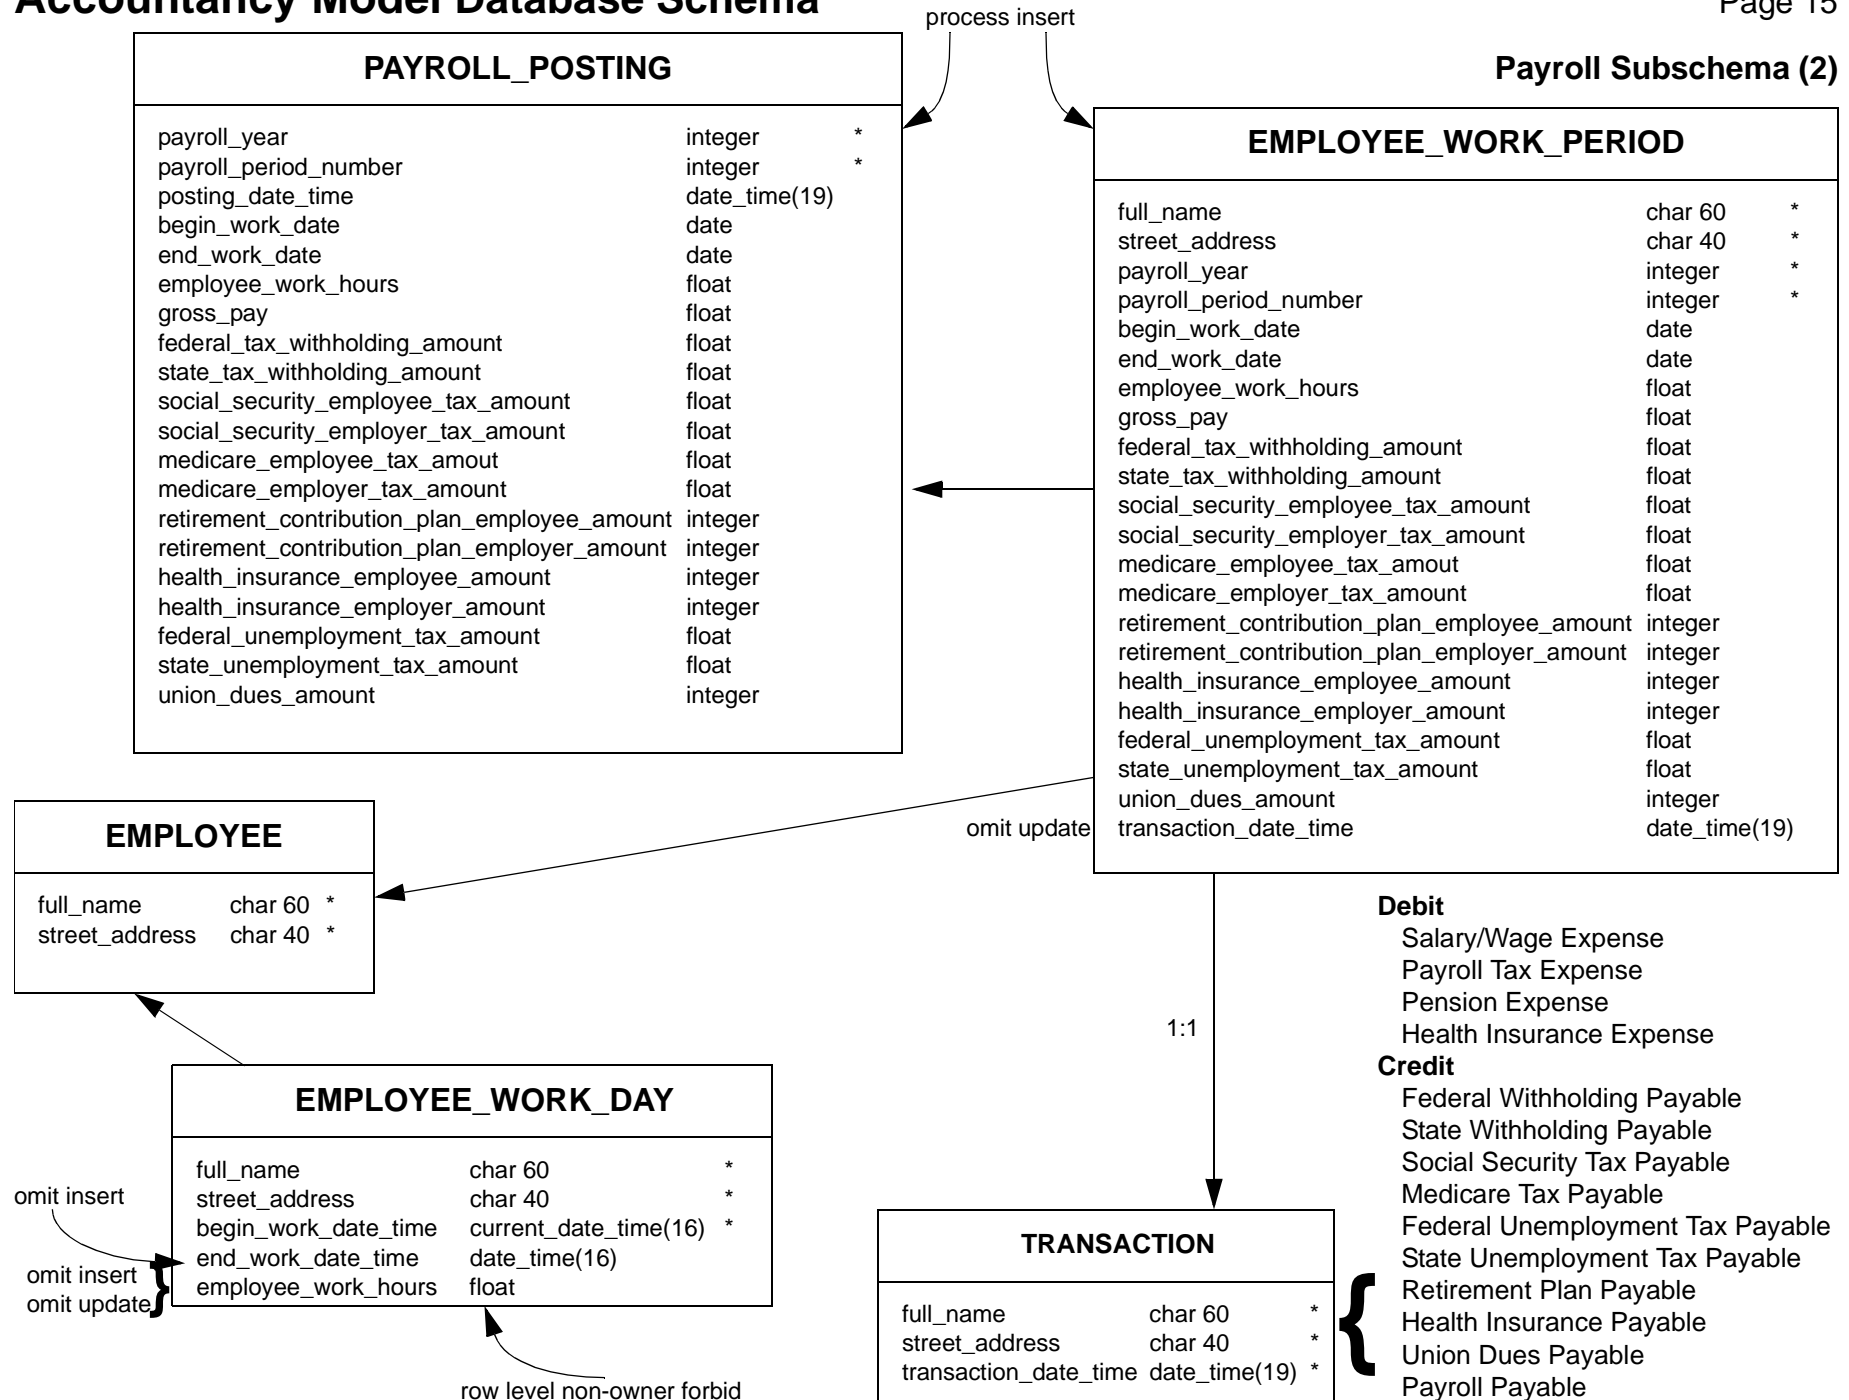 Accountancy Model Database Schema
Page 15
process insert
Payroll Subschema (2)
PAYROLL_POSTING
payroll_year integer *
payroll_period_number integer *
posting_date_time date_time(19)
begin_work_date date
end_work_date date
employee_work_hours float
gross_pay float
federal_tax_withholding_amount float
state_tax_withholding_amount float
social_security_employee_tax_amount float
social_security_employer_tax_amount float
medicare_employee_tax_amout float
medicare_employer_tax_amount float
retirement_contribution_plan_employee_amount integer
retirement_contribution_plan_employer_amount integer
health_insurance_employee_amount integer
health_insurance_employer_amount integer
federal_unemployment_tax_amount float
state_unemployment_tax_amount float
union_dues_amount integer
EMPLOYEE_WORK_PERIOD
full_name char 60 *
street_address char 40 *
payroll_year integer *
payroll_period_number integer *
begin_work_date date
end_work_date date
employee_work_hours float
gross_pay float
federal_tax_withholding_amount float
state_tax_withholding_amount float
social_security_employee_tax_amount float
social_security_employer_tax_amount float
medicare_employee_tax_amout float
medicare_employer_tax_amount float
retirement_contribution_plan_employee_amount integer
retirement_contribution_plan_employer_amount integer
health_insurance_employee_amount integer
health_insurance_employer_amount integer
federal_unemployment_tax_amount float
state_unemployment_tax_amount float
union_dues_amount integer
transaction_date_time date_time(19)
omit update
EMPLOYEE
full_name char 60 *
street_address char 40 *
1:1
EMPLOYEE_WORK_DAY
full_name char 60 *
street_address char 40 *
begin_work_date_time current_date_time(16) *
end_work_date_time date_time(16)
employee_work_hours float
omit insert
omit insert
omit update
}
row level non-owner forbid
TRANSACTION
full_name char 60 *
street_address char 40 *
transaction_date_time date_time(19) *
{
Debit
Salary/Wage Expense
Payroll Tax Expense
Pension Expense
Health Insurance Expense
Credit
Federal Withholding Payable
State Withholding Payable
Social Security Tax Payable
Medicare Tax Payable
Federal Unemployment Tax Payable
State Unemployment Tax Payable
Retirement Plan Payable
Health Insurance Payable
Union Dues Payable
Payroll Payable